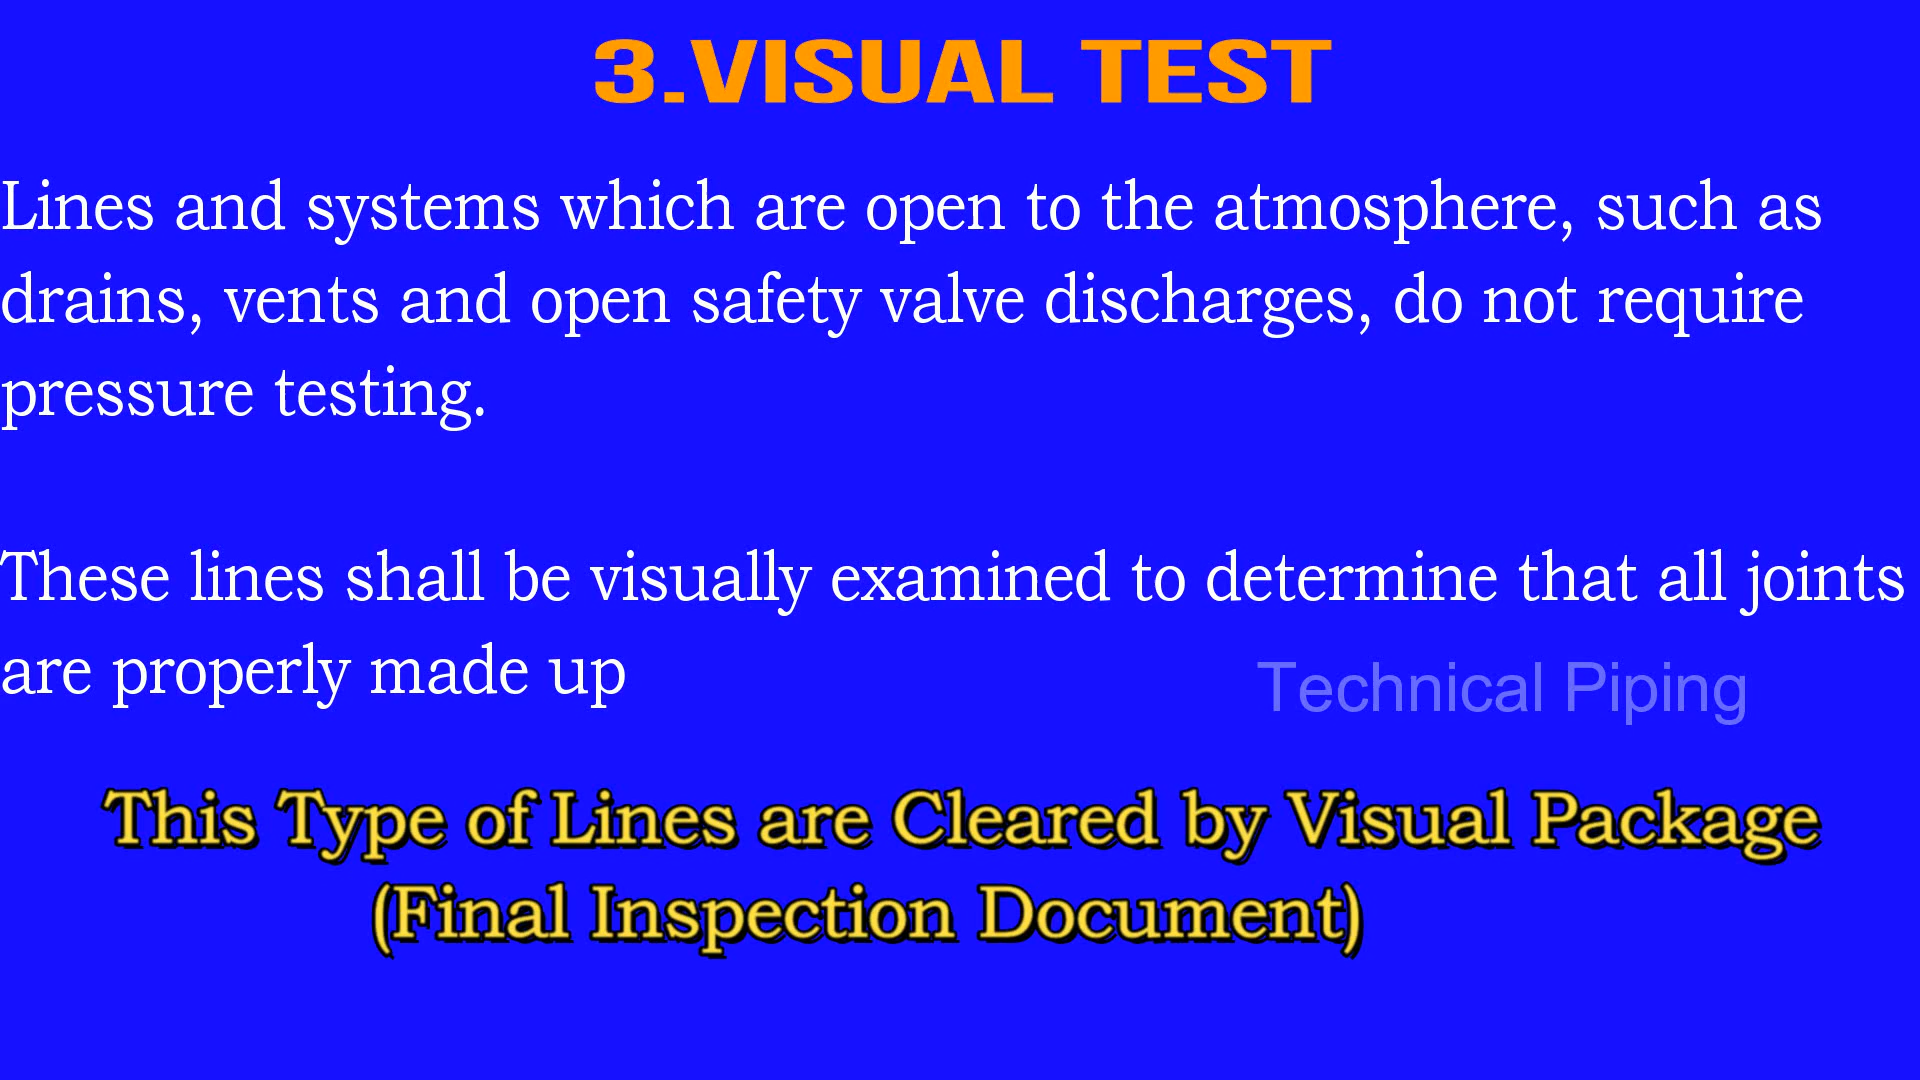 3.VISUAL TEST
Lines and systems which are open to the atmosphere, such as
drains, vents and open safety valve discharges, do not require
pressure testing.
These lines shall be visually examined to determine that all joints
are properly made up
Technical Piping
This Type of Lines are Cleared by Visual Package
(Final Inspection Document)